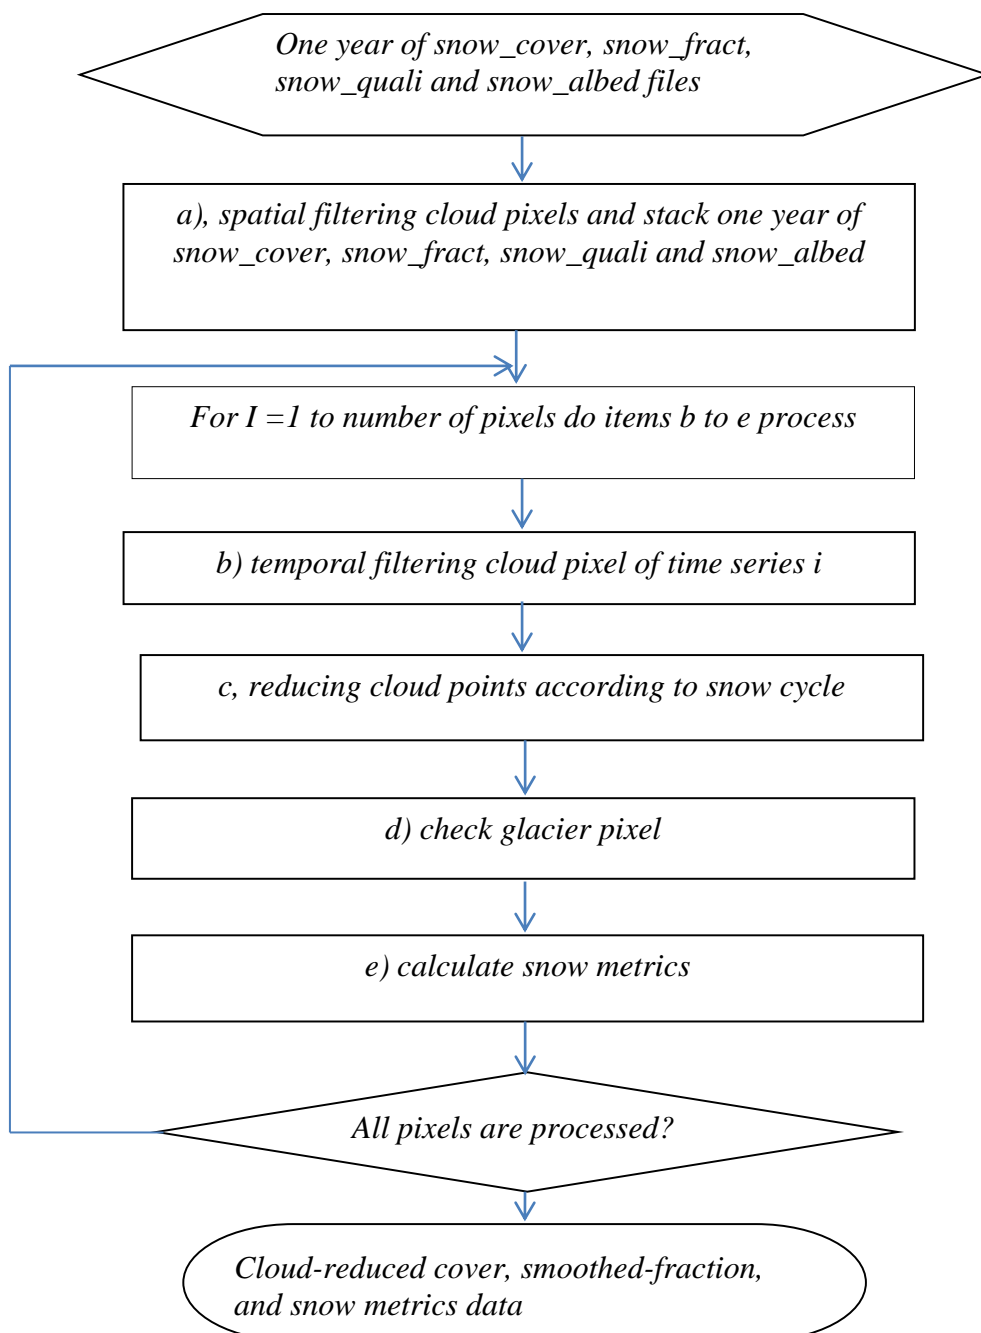 One year of snow_cover, snow_fract,
snow_quali and snow_albed files
a), spatial filtering cloud pixels and stack one year of
snow_cover, snow_fract, snow_quali and snow_albed
For I =1 to number of pixels do items b to e process
b) temporal filtering cloud pixel of time series i
c, reducing cloud points according to snow cycle
d) check glacier pixel
e) calculate snow metrics
All pixels are processed?
Cloud-reduced cover, smoothed-fraction,
and snow metrics data